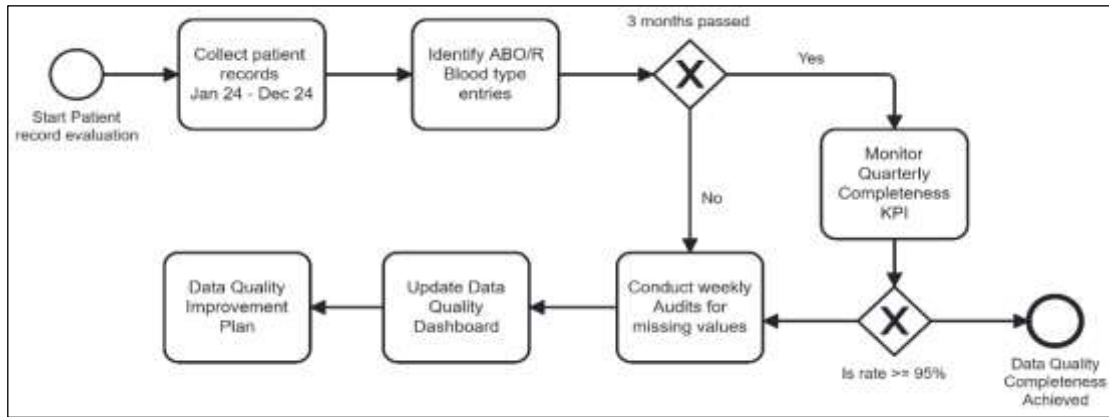 3 months passed
Collect patient
records
Jan 24 - Dec 24
Identify ABO/R
Blood type
entries
Yes
Start Patient
record evaluation
Monitor
Quarterly
Completeness
KPI
No
Data Quality
Improvement
Plan
Update Data
Quality
Dashboard
Conduct weekly
Audits for
missing values
Is rate >= 95%
Data Quality
Completeness
Achieved